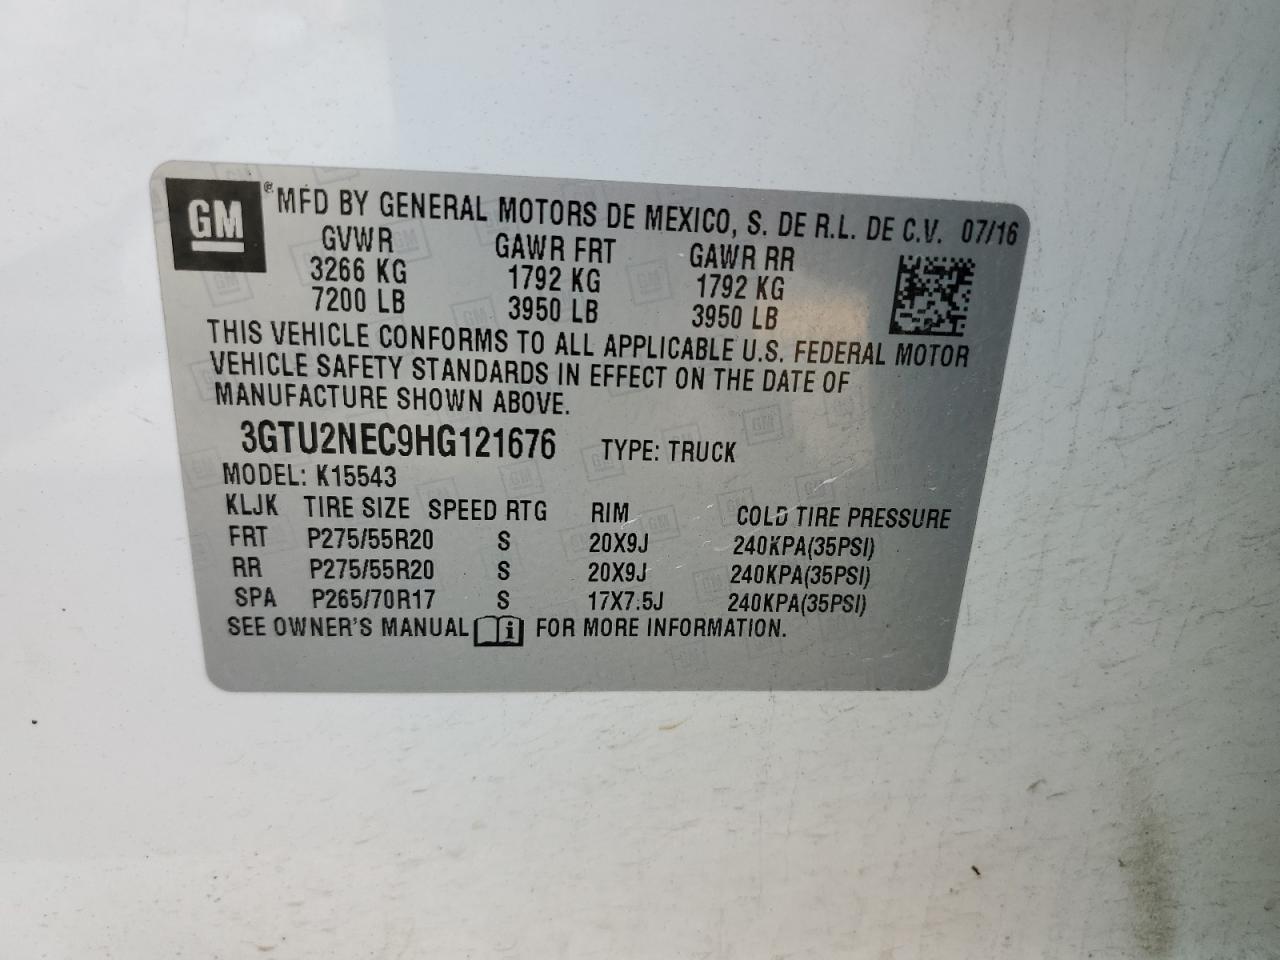 GM ® MFD BY GENERAL MOTORS DE MEXICO, S. DE R.L. DE C.V. 07/16
GVWR GAWR FRT GAWR RR
3266 KG 1792 KG 1792 KG
7200 LB 3950 LB 3950 LB
THIS VEHICLE CONFORMS TO ALL APPLICABLE U.S. FEDERAL MOTOR
VEHICLE SAFETY STANDARDS IN EFFECT ON THE DATE OF
MANUFACTURE SHOWN ABOVE.
3GTU2NEC9HG121676 TYPE: TRUCK
MODEL: K15543
KLJK TIRE SIZE SPEED RTG RIM COLD TIRE PRESSURE
FRT P275/55R20 S 20X9J 240KPA(35PSI)
RR P275/55R20 S 20X9J 240KPA(35PSI)
SPA P265/70R17 S 17X7.5J 240KPA(35PSI)
SEE OWNER'S MANUAL i FOR MORE INFORMATION.